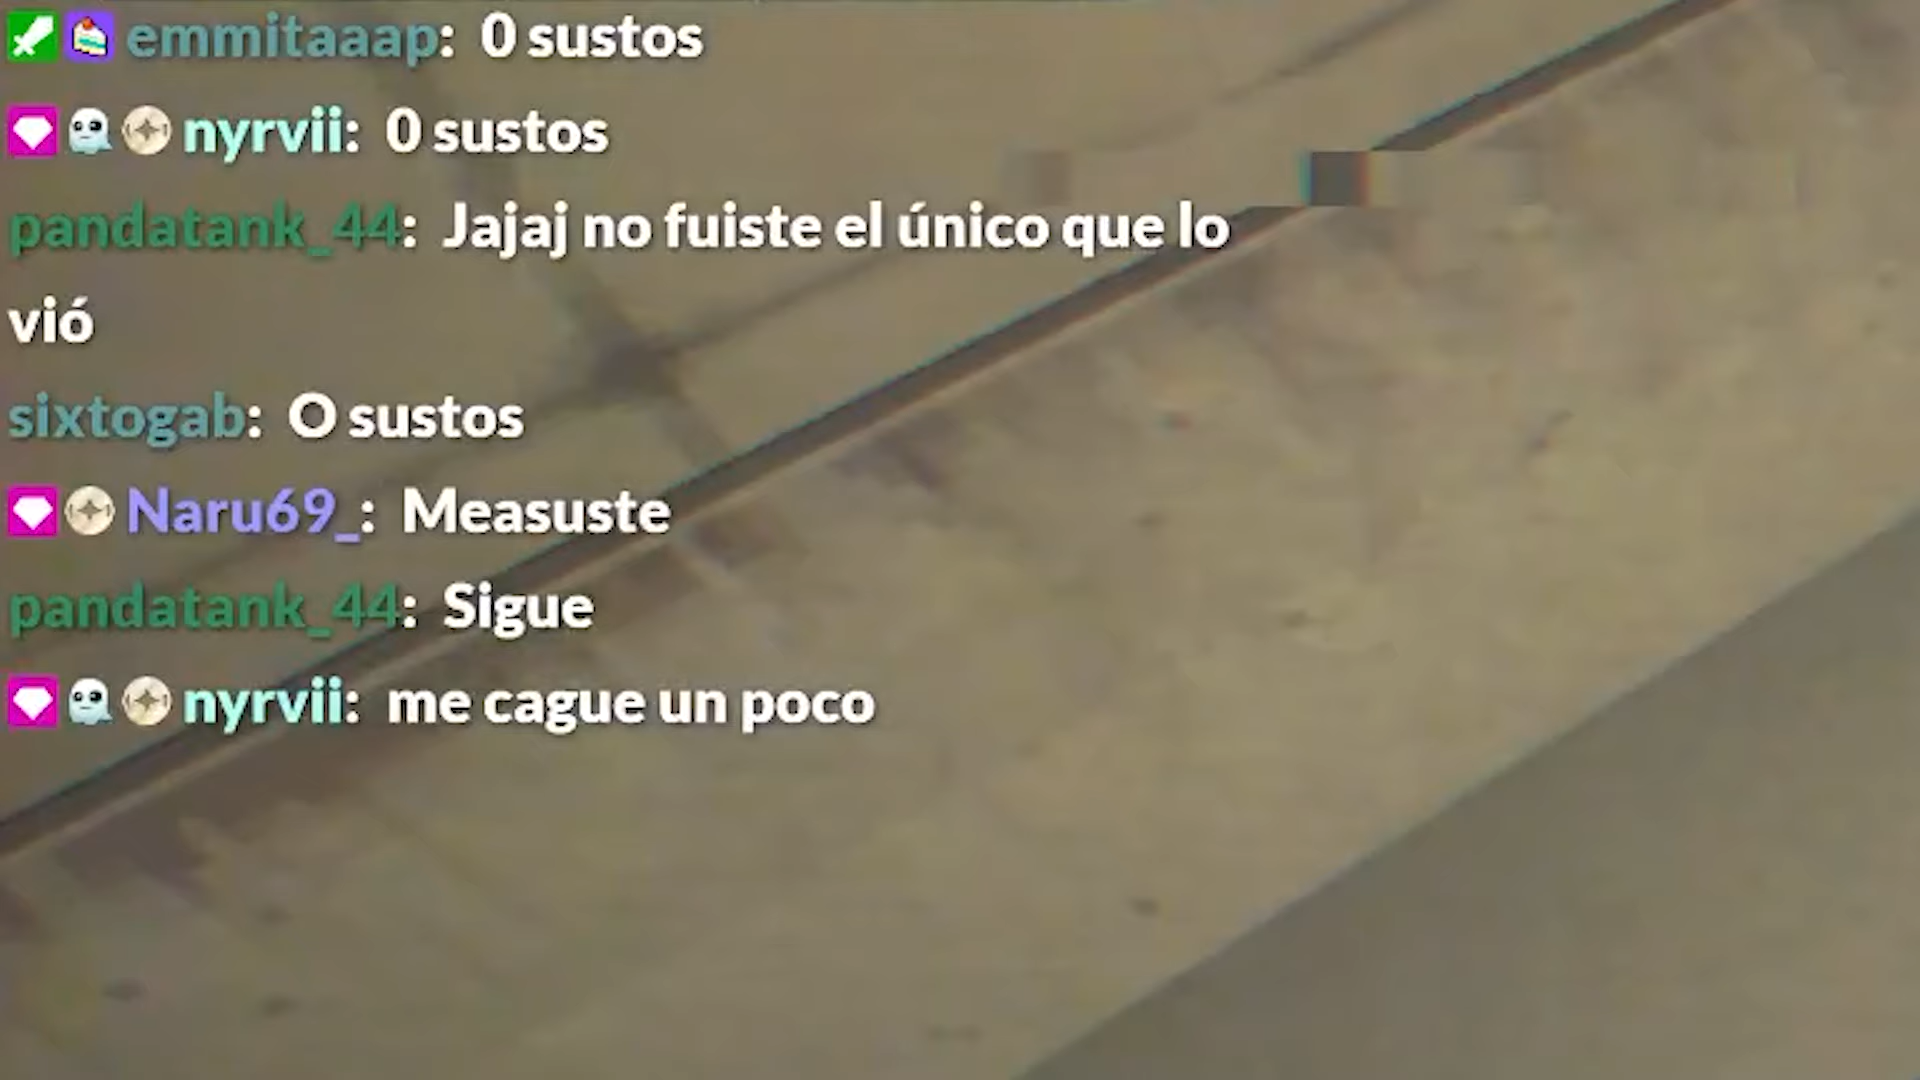 emmitaaap: 0 sustos
nyrvii: 0 sustos
pandatank_44: Jajaj no fuiste el único que lo
vió
sixtogab: O sustos
Naru69_: Measuste
pandatank_44: Sigue
nyrvii: me cague un poco